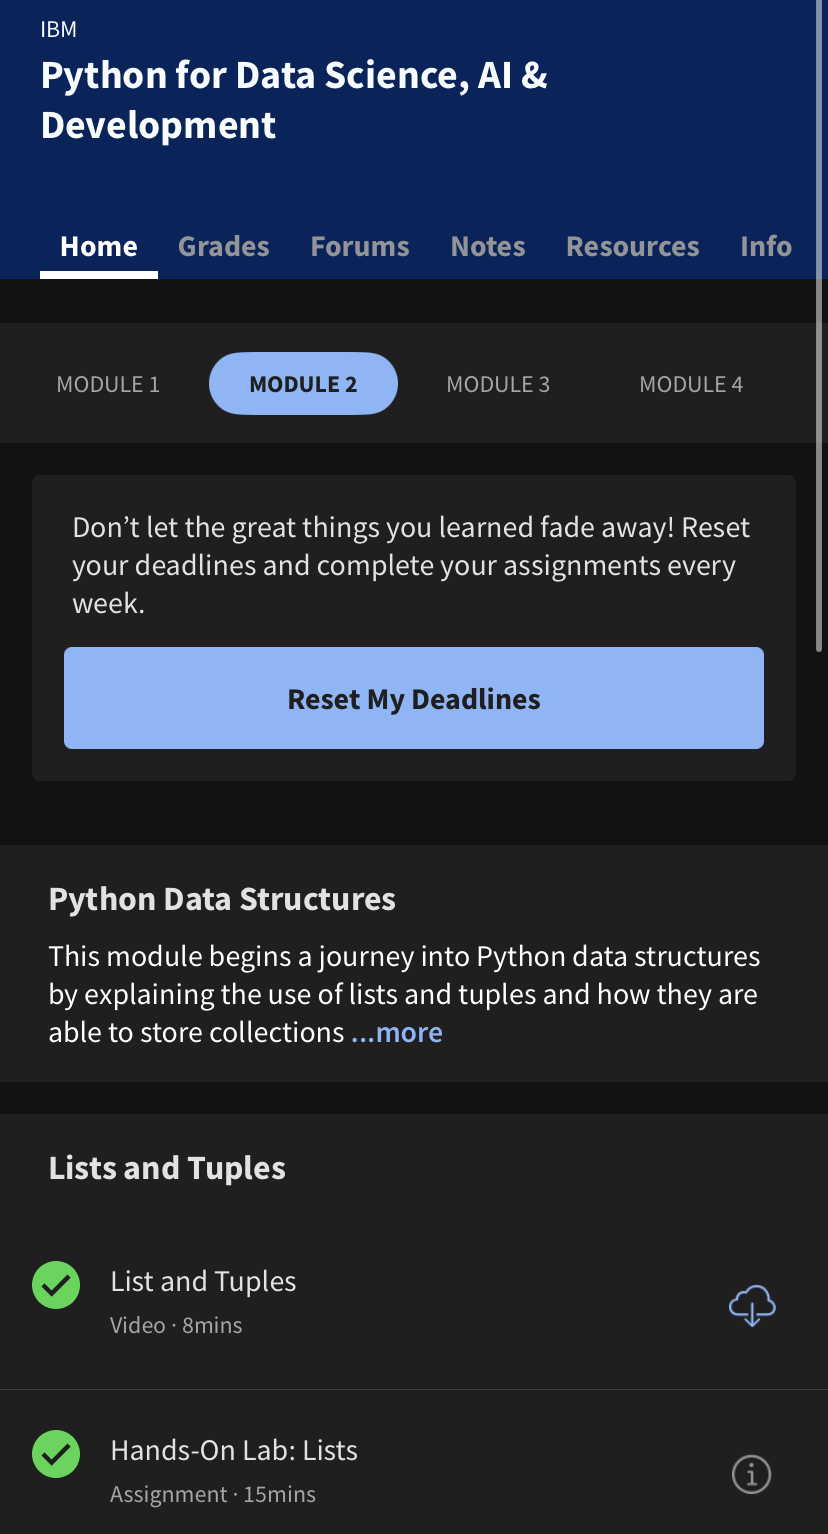 IBM
Python for Data Science, AI &
Development
Home Grades Forums Notes Resources Info
MODULE 1 MODULE 2 MODULE 3 MODULE 4
Don’t let the great things you learned fade away! Reset
your deadlines and complete your assignments every
week.
Reset My Deadlines
Python Data Structures
This module begins a journey into Python data structures
by explaining the use of lists and tuples and how they are
able to store collections ...more
Lists and Tuples
List and Tuples
Video · 8mins
Hands-On Lab: Lists
Assignment · 15mins